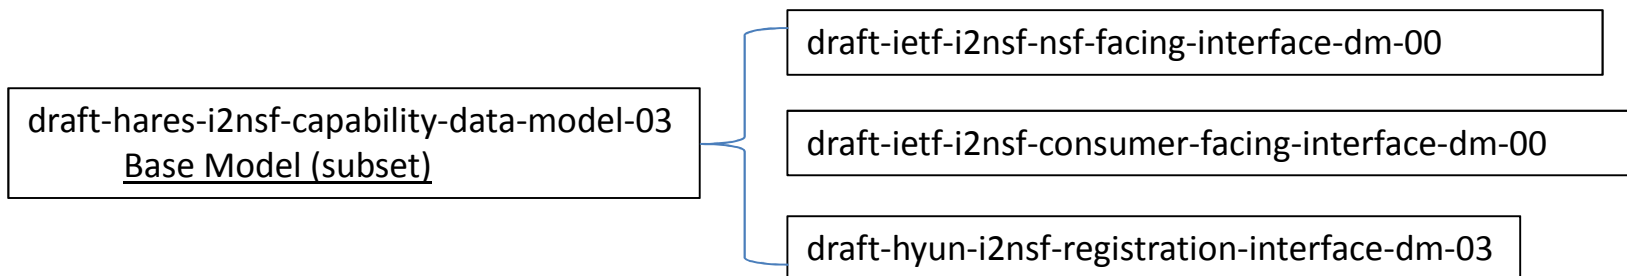 draft-hares-i2nsf-capability-data-model-03
Base Model (subset)
draft-ietf-i2nsf-nsf-facing-interface-dm-00
draft-ietf-i2nsf-consumer-facing-interface-dm-00
draft-hyun-i2nsf-registration-interface-dm-03